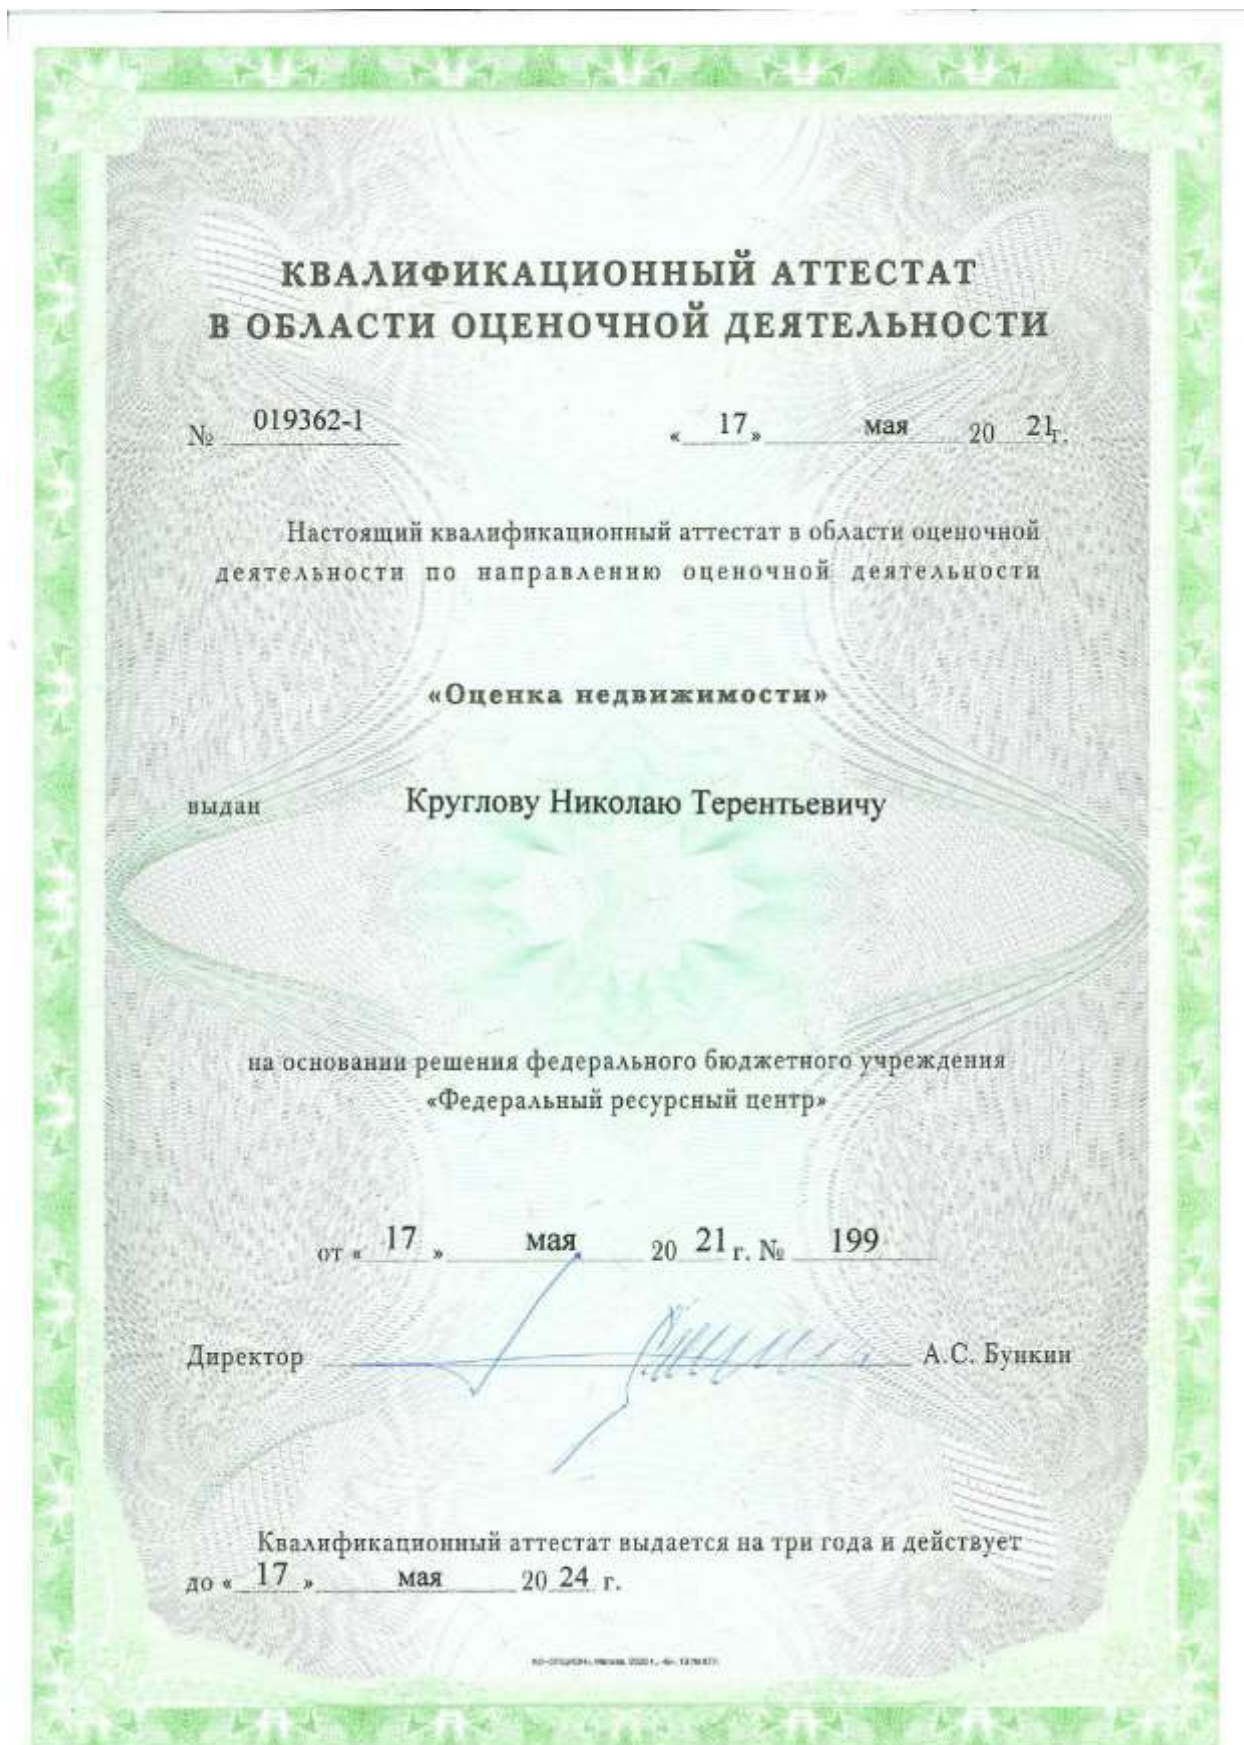 КВАЛИФИКАЦИОННЫЙ АТТЕСТАТ
В ОБЛАСТИ ОЦЕНОЧНОЙ ДЕЯТЕЛЬНОСТИ
№ 019362-1 « 17 » мая 20 21 г.
Настоящий квалификационный аттестат в области оценочной
деятельности по направлению оценочной деятельности
«Оценка недвижимости»
выдан Круглову Николаю Терентьевичу
на основании решения федерального бюджетного учреждения
«Федеральный ресурсный центр»
от « 17 » мая 20 21 г. № 199
Директор А.С. Бункин
Квалификационный аттестат выдается на три года и действует
до « 17 » мая 20 24 г.